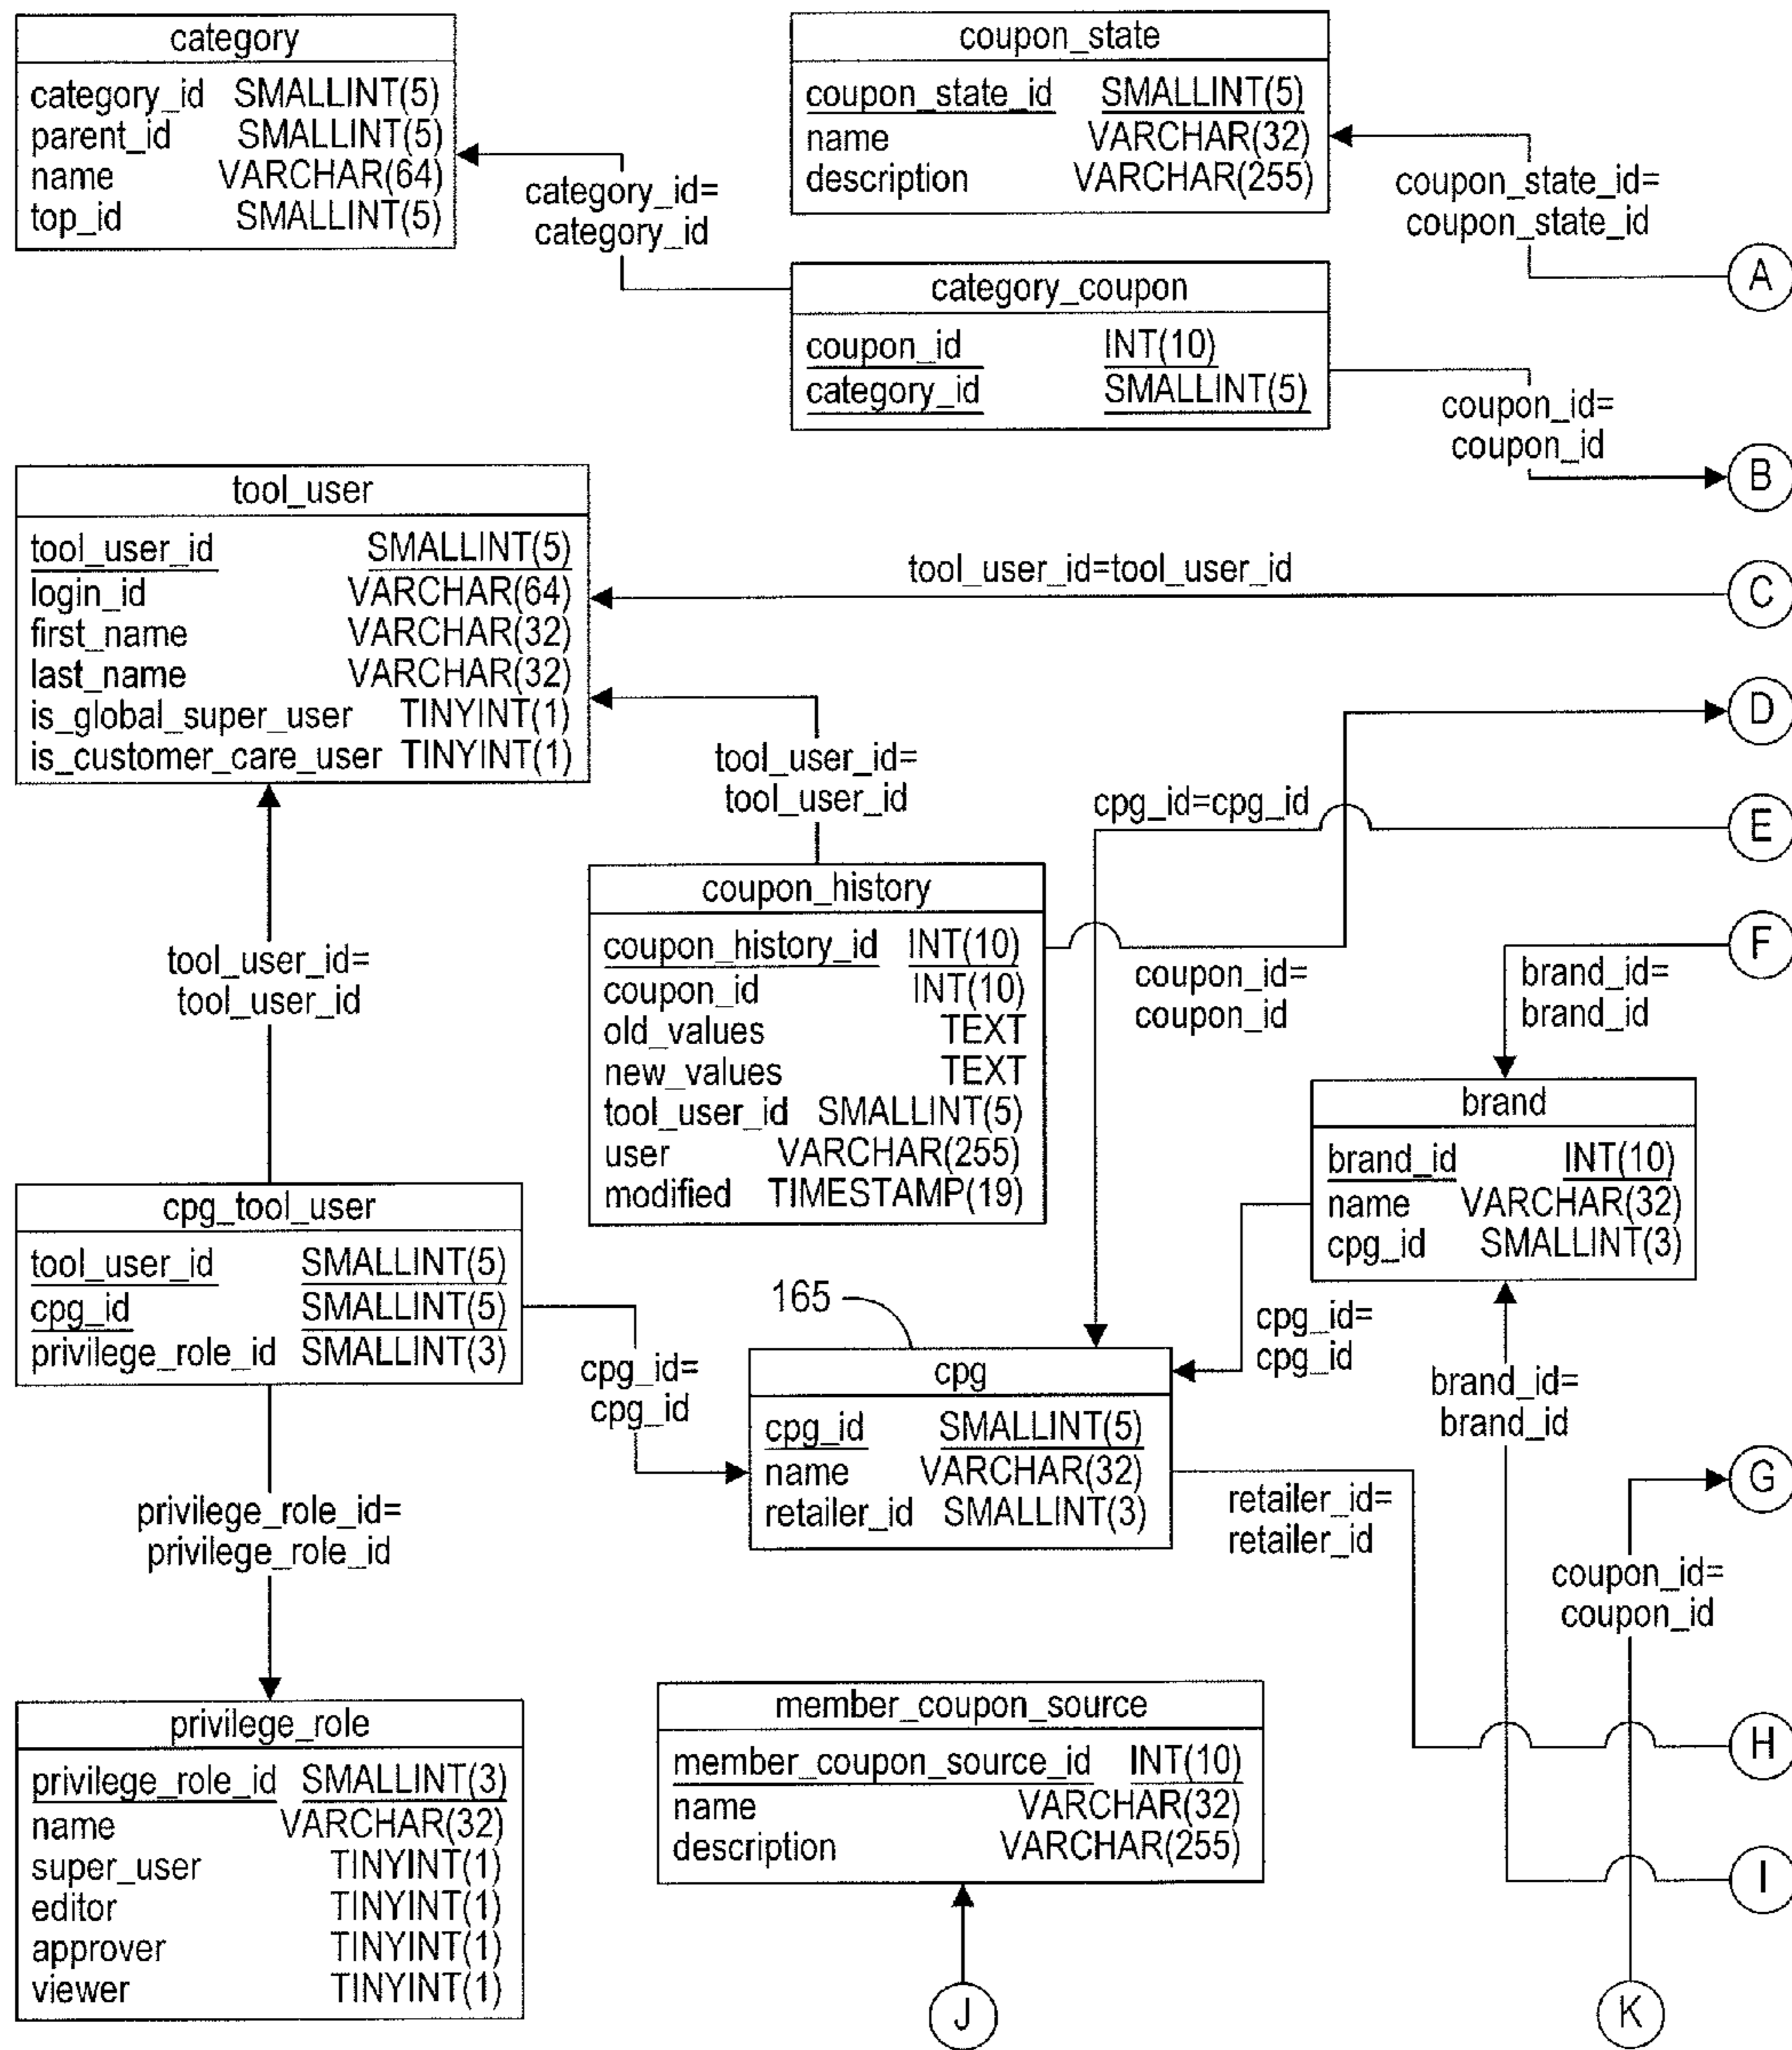 category
category_id SMALLINT(5)
parent_id SMALLINT(5)
name VARCHAR(64)
top_id SMALLINT(5)
category_id=
category_id
coupon_state
coupon_state_id SMALLINT(5)
name VARCHAR(32)
description VARCHAR(255)
coupon_state_id=
coupon_state_id
A
category_coupon
coupon_id INT(10)
category_id SMALLINT(5)
coupon_id=
coupon_id
B
tool_user
tool_user_id SMALLINT(5)
login_id VARCHAR(64)
first_name VARCHAR(32)
last_name VARCHAR(32)
is_global_super_user TINYINT(1)
is_customer_care_user TINYINT(1)
tool_user_id=tool_user_id
C
D
tool_user_id=
tool_user_id
cpg_id=cpg_id
E
coupon_history
coupon_history_id INT(10)
coupon_id INT(10)
old_values TEXT
new_values TEXT
tool_user_id SMALLINT(5)
user VARCHAR(255)
modified TIMESTAMP(19)
coupon_id=
coupon_id
F
brand_id=
brand_id
tool_user_id=
tool_user_id
brand
brand_id INT(10)
name VARCHAR(32)
cpg_id SMALLINT(3)
cpg_tool_user
tool_user_id SMALLINT(5)
cpg_id SMALLINT(5)
privilege_role_id SMALLINT(3)
cpg_id=
cpg_id
165
cpg
cpg_id SMALLINT(5)
name VARCHAR(32)
retailer_id SMALLINT(3)
cpg_id=
cpg_id
brand_id=
brand_id
retailer_id=
retailer_id
G
coupon_id=
coupon_id
privilege_role_id=
privilege_role_id
privilege_role
privilege_role_id SMALLINT(3)
name VARCHAR(32)
super_user TINYINT(1)
editor TINYINT(1)
approver TINYINT(1)
viewer TINYINT(1)
member_coupon_source
member_coupon_source_id INT(10)
name VARCHAR(32)
description VARCHAR(255)
H
I
J
K